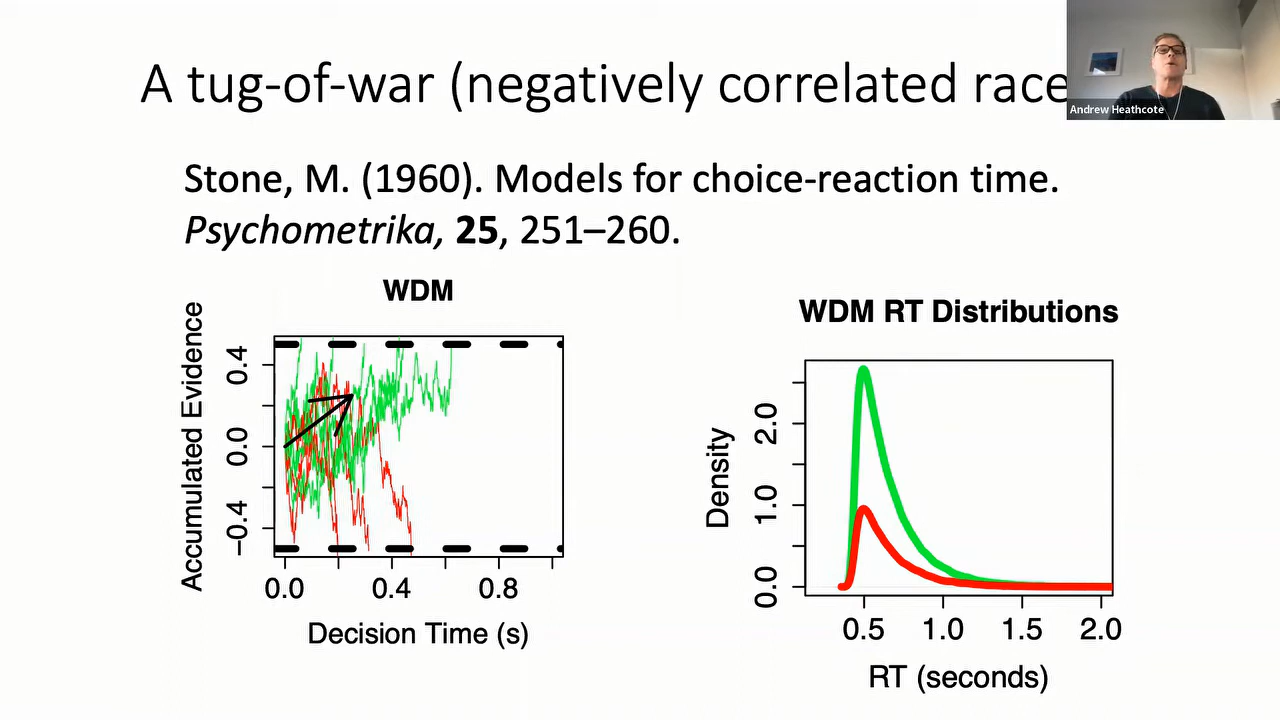 A tug-of-war (negatively correlated race
Andrew Heathcote
Stone, M. (1960). Models for choice-reaction time.
Psychometrika, 25, 251–260.
WDM
Accumulated Evidence
0.4
0.0
−0.4
0.0 0.4 0.8
Decision Time (s)
WDM RT Distributions
Density
2.0
1.0
0.0
0.5 1.0 1.5 2.0
RT (seconds)